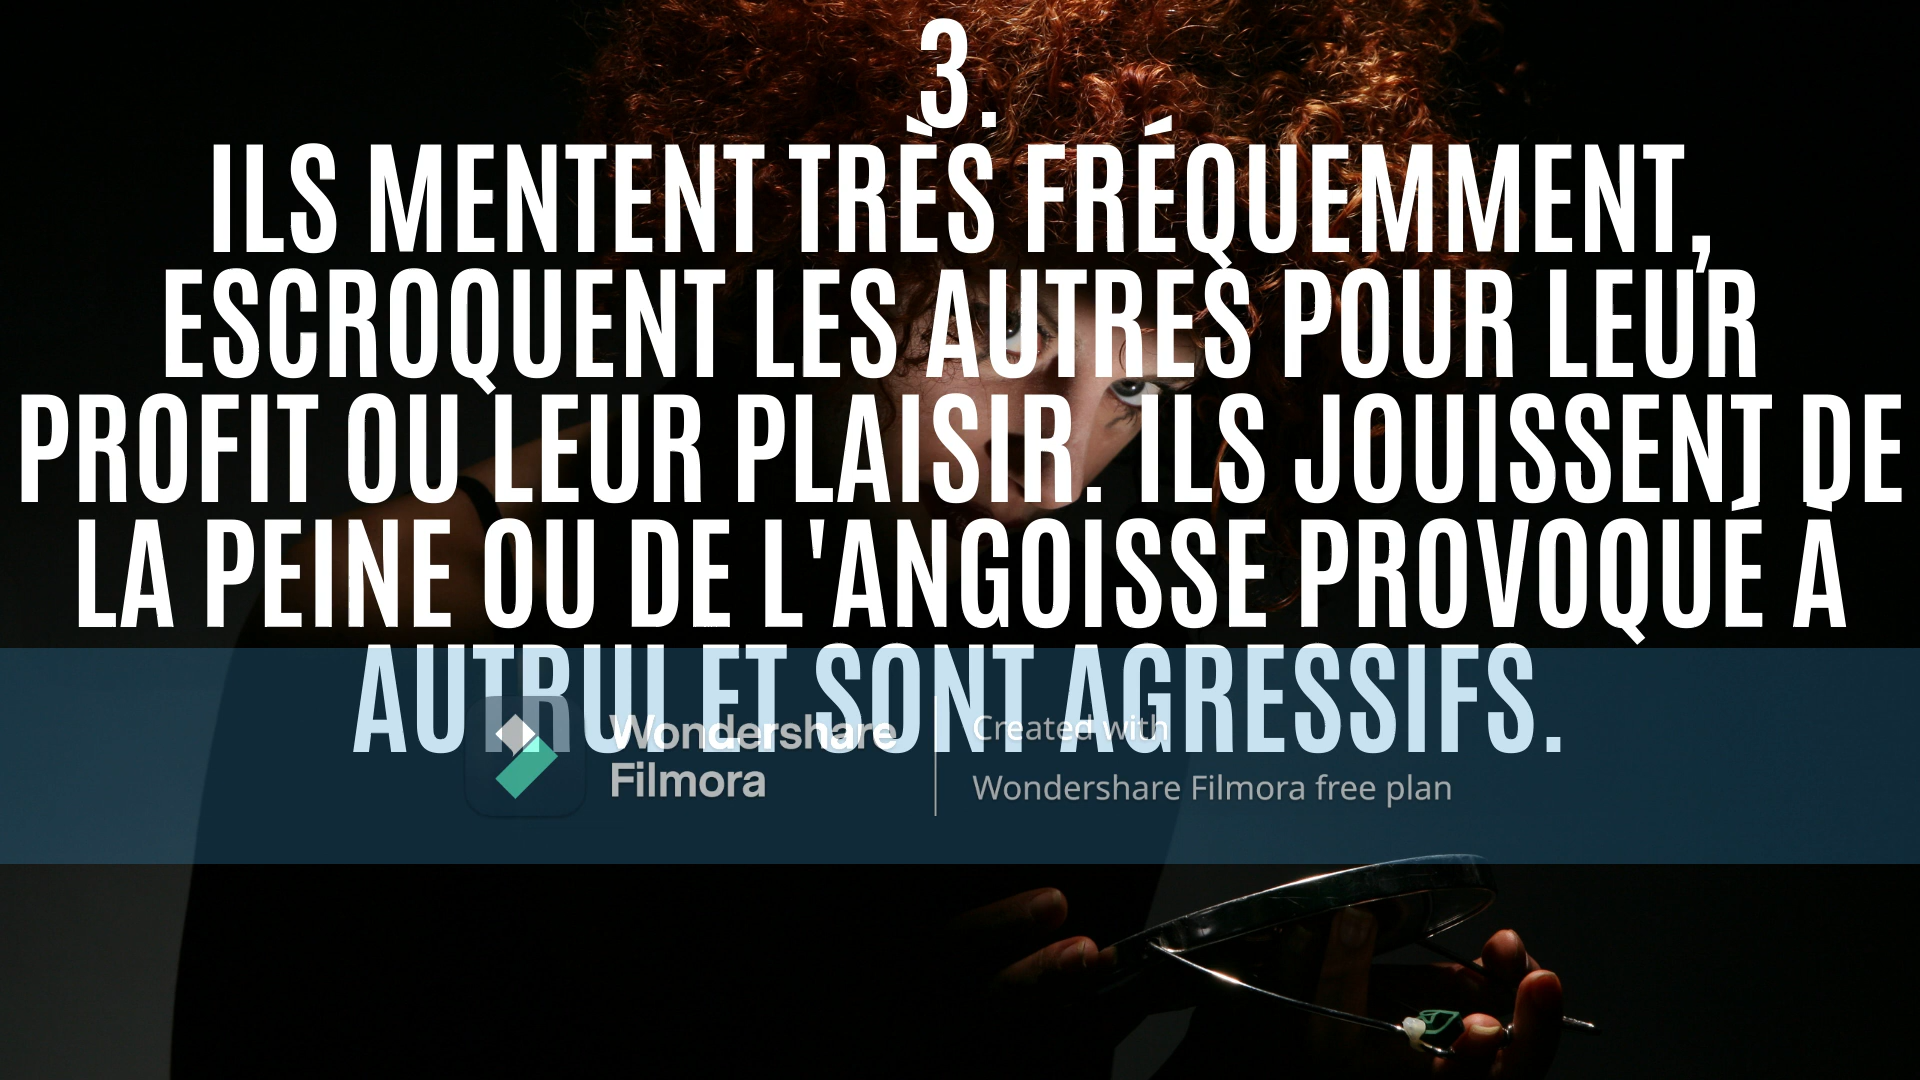 3.
ILS MENTENT TRÈS FRÉQUEMMENT,
ESCROQUENT LES AUTRES POUR LEUR
PROFIT OU LEUR PLAISIR. ILS JOUISSENT DE
LA PEINE OU DE L'ANGOISSE PROVOQUÉ À
AUTRUI ET SONT AGRESSIFS.
Wondershare
Filmora
Created with
Wondershare Filmora free plan